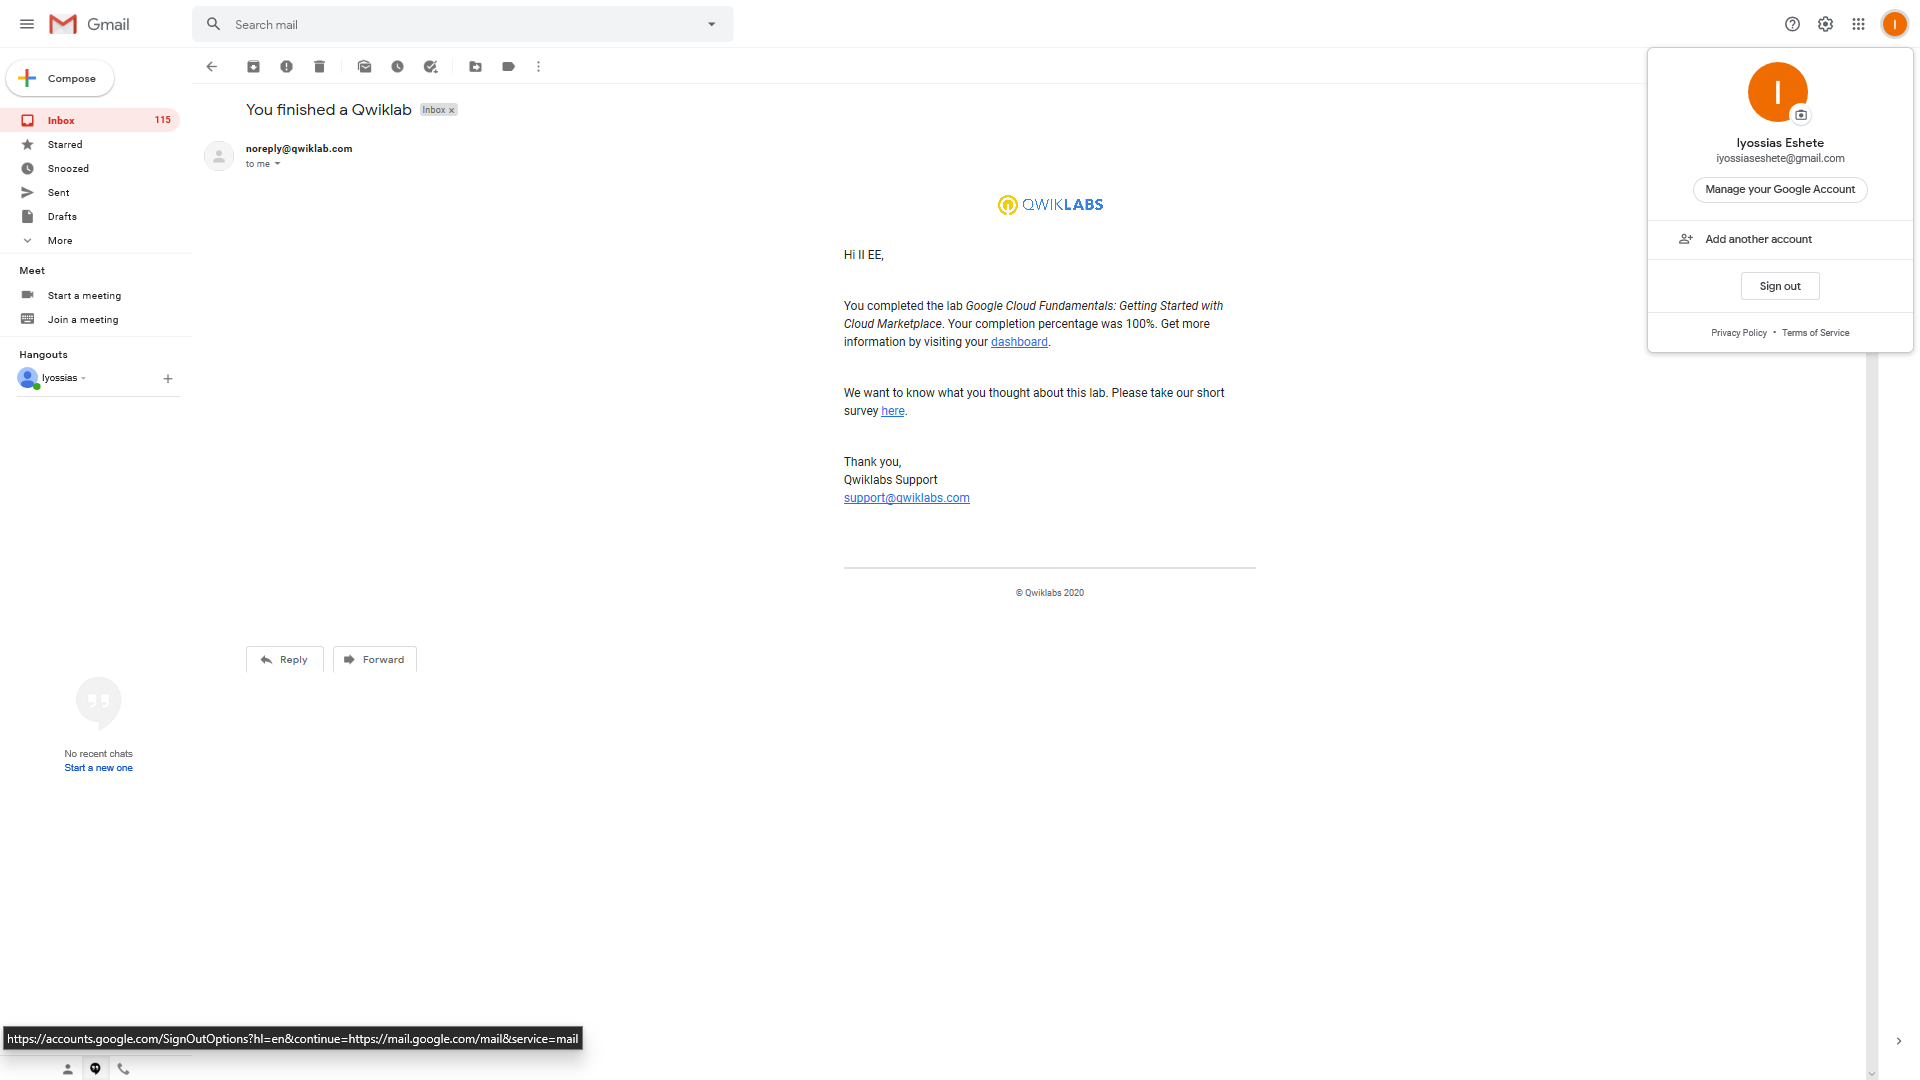 Gmail
Search mail
Compose
Inbox 115
Starred
Snoozed
Sent
Drafts
More
Meet
Start a meeting
Join a meeting
Hangouts
Iyossias
No recent chats
Start a new one
You finished a Qwiklab Inbox x
noreply@qwiklab.com
to me
QWIKLABS
Hi II EE,
You completed the lab Google Cloud Fundamentals: Getting Started with
Cloud Marketplace. Your completion percentage was 100%. Get more
information by visiting your dashboard.
We want to know what you thought about this lab. Please take our short
survey here.
Thank you,
Qwiklabs Support
support@qwiklabs.com
© Qwiklabs 2020
Reply Forward
I
I
Iyossias Eshete
iyossiaseshete@gmail.com
Manage your Google Account
Add another account
Sign out
Privacy Policy • Terms of Service
https://accounts.google.com/SignOutOptions?hl=en&continue=https://mail.google.com/mail&service=mail